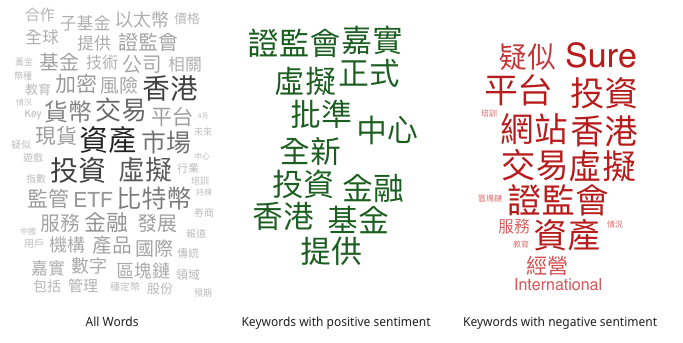 合作 子基金 以太幣 價格
全球 提供 證監會
黃金 基金 技術 公司 相關
幣種
教育 加密 風險 香港
情況
Key 貨幣 交易 平台 4月
現貨 資產 市場 未來
疑似
遊戲 投資 虛擬 中心
行業
指數 培訓
監管 ETF 比特幣 持牌
服務 金融 發展 券商
中國 報道
用戶 機構 產品 國際 傳統
嘉實 數字 區塊鏈 領域
包括 管理 穩定幣 股份 預期
All Words
證監會 嘉實
虛擬 正式
批准
中心
全新
投資 金融
香港 基金
提供
Keywords with positive sentiment
疑似 Sure
平台 投資
培訓
網站 香港
交易 虛擬
區塊鏈 證監會
服務 資產 情況
教育
經營
International
Keywords with negative sentiment